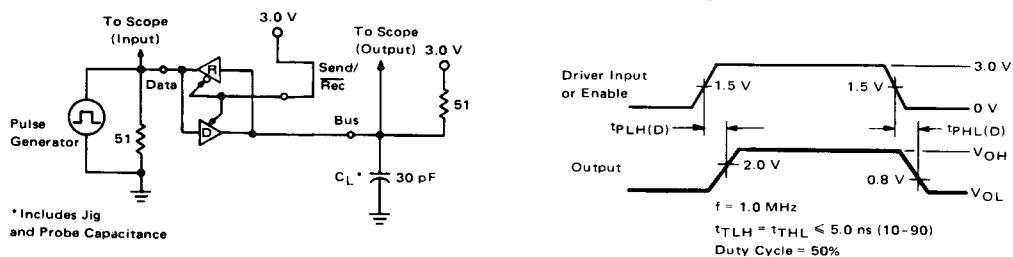 To Scope
(Input)
3.0 V
To Scope
(Output)
3.0 V
R
Send/
Rec
Data
51
D
Pulse
Generator
51
Bus
CL* 30 pF
* Includes Jig
and Probe Capacitance
Driver Input
or Enable
1.5 V
1.5 V
3.0 V
0 V
tPLH(D)
tPHL(D)
Output
2.0 V
0.8 V
VOH
VOL
f = 1.0 MHz
tTLH = tTHL ≤ 5.0 ns (10-90)
Duty Cycle = 50%